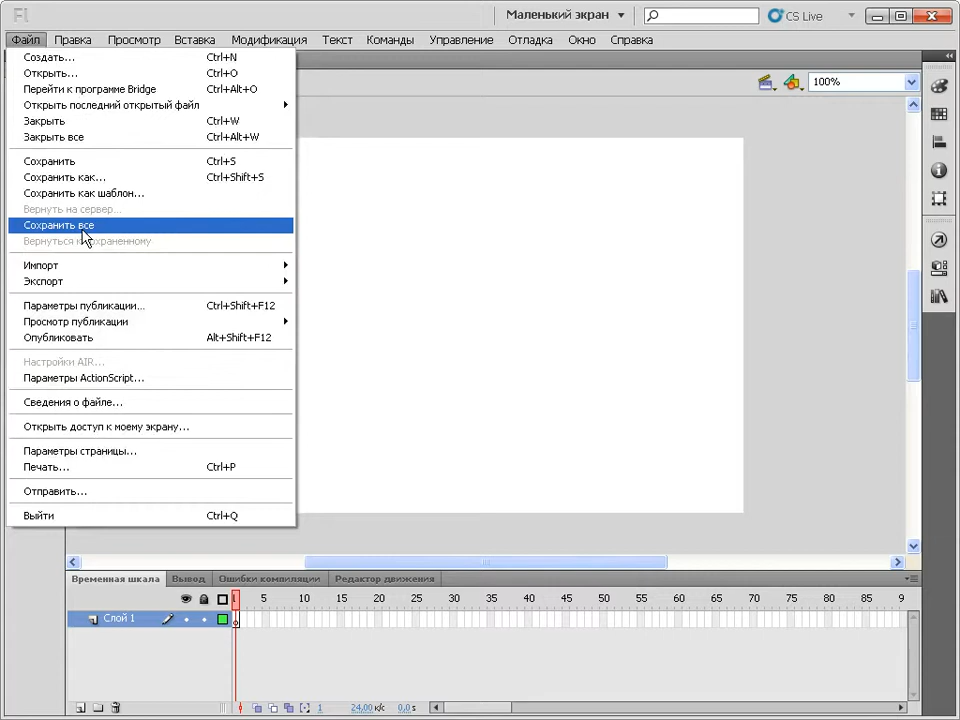 Fl
Маленький экран
CS Live
Файл Правка Просмотр Вставка Модификация Текст Команды Управление Отладка Окно Справка
100%
Создать... Ctrl+N
Открыть... Ctrl+O
Перейти к программе Bridge Ctrl+Alt+O
Открыть последний открытый файл
Закрыть Ctrl+W
Закрыть все Ctrl+Alt+W
Сохранить Ctrl+S
Сохранить как... Ctrl+Shift+S
Сохранить как шаблон...
Вернуть на сервер...
Сохранить все
Вернуться к сохраненному
Импорт
Экспорт
Параметры публикации... Ctrl+Shift+F12
Просмотр публикации
Опубликовать Alt+Shift+F12
Настройки AIR...
Параметры ActionScript...
Сведения о файле...
Открыть доступ к моему экрану...
Параметры страницы...
Печать... Ctrl+P
Отправить...
Выйти Ctrl+Q
Временная шкала Вывод Ошибки компиляции Редактор движения
1 5 10 15 20 25 30 35 40 45 50 55 60 65 70 75 80 85 9
Слой 1
1 24,00 к/с 0,0 s